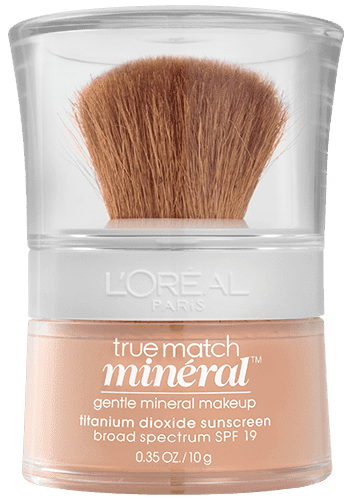 L'ORÉAL
PARIS
true match
minéral™
gentle mineral makeup
titanium dioxide sunscreen
broad spectrum SPF 19
0.35 OZ./10g